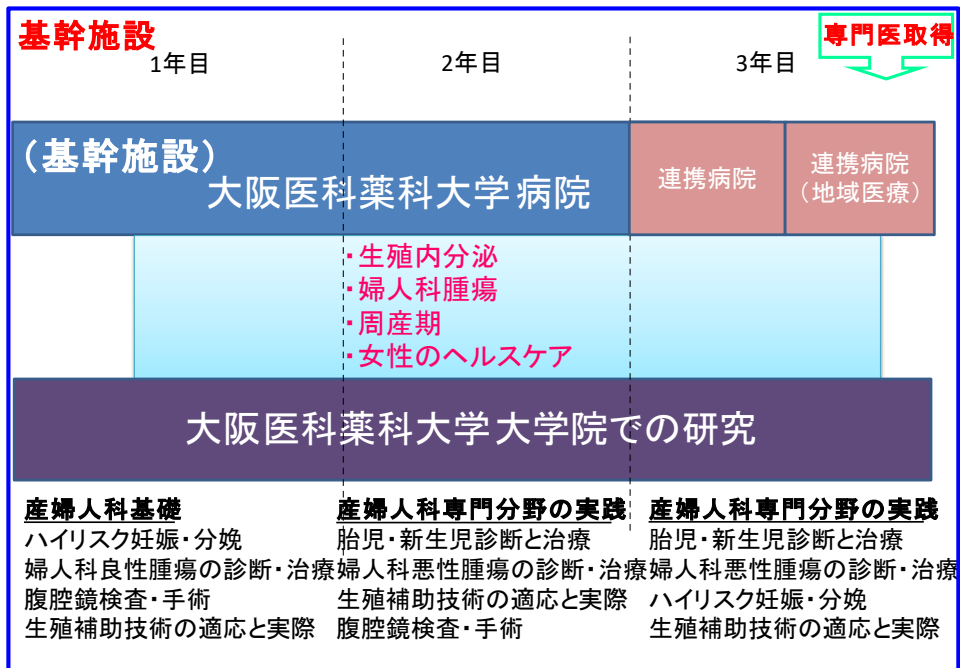 基幹施設
専門医取得
1年目
2年目
3年目
(基幹施設)
大阪医科薬科大学病院
連携病院
連携病院
(地域医療)
・生殖内分泌
・婦人科腫瘍
・周産期
・女性のヘルスケア
大阪医科薬科大学大学院での研究
産婦人科基礎
ハイリスク妊娠・分娩
婦人科良性腫瘍の診断・治療
腹腔鏡検査・手術
生殖補助技術の適応と実際
産婦人科専門分野の実践
胎児・新生児診断と治療
婦人科悪性腫瘍の診断・治療
生殖補助技術の適応と実際
腹腔鏡検査・手術
産婦人科専門分野の実践
胎児・新生児診断と治療
婦人科悪性腫瘍の診断・治療
ハイリスク妊娠・分娩
生殖補助技術の適応と実際